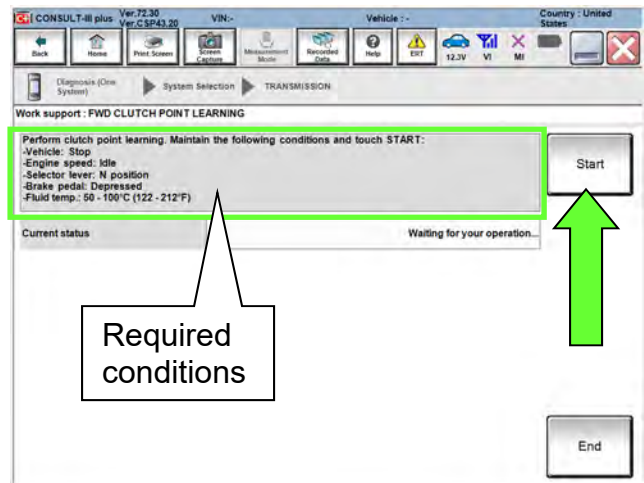 CONSULT-III plus Ver.72.30 Ver.CSP43.20 VIN:- Vehicle : - Country : United States
Back Home Print Screen Screen Capture Measurement Mode Recorded Data Help ERT 12.3V VI MI
Diagnosis (One System) System Selection TRANSMISSION
Work support : FWD CLUTCH POINT LEARNING
Perform clutch point learning. Maintain the following conditions and touch START:
-Vehicle: Stop
-Engine speed: Idle
-Selector lever: N position
-Brake pedal: Depressed
-Fluid temp.: 50 - 100°C (122 - 212°F)
Start
Current status Waiting for your operation...
Required
conditions
End